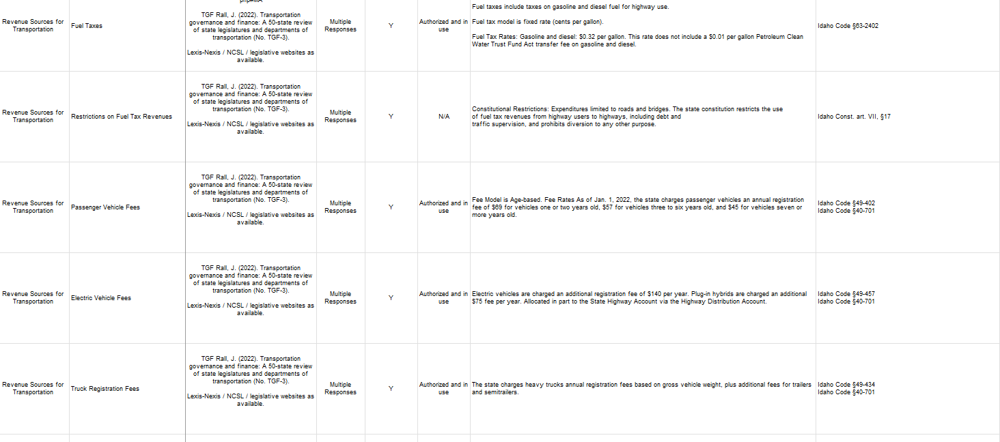 Revenue Sources for
Transportation
Fuel Taxes
TGF Rall, J. (2022). Transportation
governance and finance: A 50-state review
of state legislatures and departments of
transportation (No. TGF-3).
Lexis-Nexis / NCSL / legislative websites as
available.
Multiple
Responses
Y
Authorized and in
use
Fuel taxes include taxes on gasoline and diesel fuel for highway use.
Fuel tax model is fixed rate (cents per gallon).
Fuel Tax Rates: Gasoline and diesel: $0.32 per gallon. This rate does not include a $0.01 per gallon Petroleum Clean
Water Trust Fund Act transfer fee on gasoline and diesel.
Idaho Code §63-2402
Revenue Sources for
Transportation
Restrictions on Fuel Tax Revenues
TGF Rall, J. (2022). Transportation
governance and finance: A 50-state review
of state legislatures and departments of
transportation (No. TGF-3).
Lexis-Nexis / NCSL / legislative websites as
available.
Multiple
Responses
Y
N/A
Constitutional Restrictions: Expenditures limited to roads and bridges. The state constitution restricts the use
of fuel tax revenues from highway users to highways, including debt and
traffic supervision, and prohibits diversion to any other purpose.
Idaho Const. art. VII, §17
Revenue Sources for
Transportation
Passenger Vehicle Fees
TGF Rall, J. (2022). Transportation
governance and finance: A 50-state review
of state legislatures and departments of
transportation (No. TGF-3).
Lexis-Nexis / NCSL / legislative websites as
available.
Multiple
Responses
Y
Authorized and in
use
Fee Model is Age-based. Fee Rates As of Jan. 1, 2022, the state charges passenger vehicles an annual registration
fee of $69 for vehicles one or two years old, $57 for vehicles three to six years old, and $45 for vehicles seven or
more years old.
Idaho Code §49-402
Idaho Code §40-701
Revenue Sources for
Transportation
Electric Vehicle Fees
TGF Rall, J. (2022). Transportation
governance and finance: A 50-state review
of state legislatures and departments of
transportation (No. TGF-3).
Lexis-Nexis / NCSL / legislative websites as
available.
Multiple
Responses
Y
Authorized and in
use
Electric vehicles are charged an additional registration fee of $140 per year. Plug-in hybrids are charged an additional
$75 fee per year. Allocated in part to the State Highway Account via the Highway Distribution Account.
Idaho Code §49-457
Idaho Code §40-701
Revenue Sources for
Transportation
Truck Registration Fees
TGF Rall, J. (2022). Transportation
governance and finance: A 50-state review
of state legislatures and departments of
transportation (No. TGF-3).
Lexis-Nexis / NCSL / legislative websites as
available.
Multiple
Responses
Y
Authorized and in
use
The state charges heavy trucks annual registration fees based on gross vehicle weight, plus additional fees for trailers
and semitrailers.
Idaho Code §49-434
Idaho Code §40-701